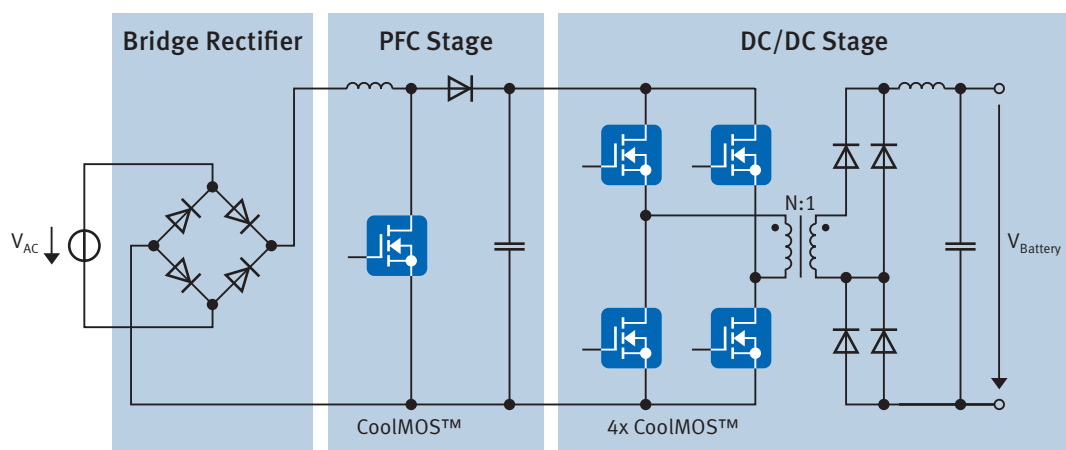 Bridge Rectifier
PFC Stage
DC/DC Stage
N:1
VAC
VBattery
CoolMOS™
4x CoolMOS™